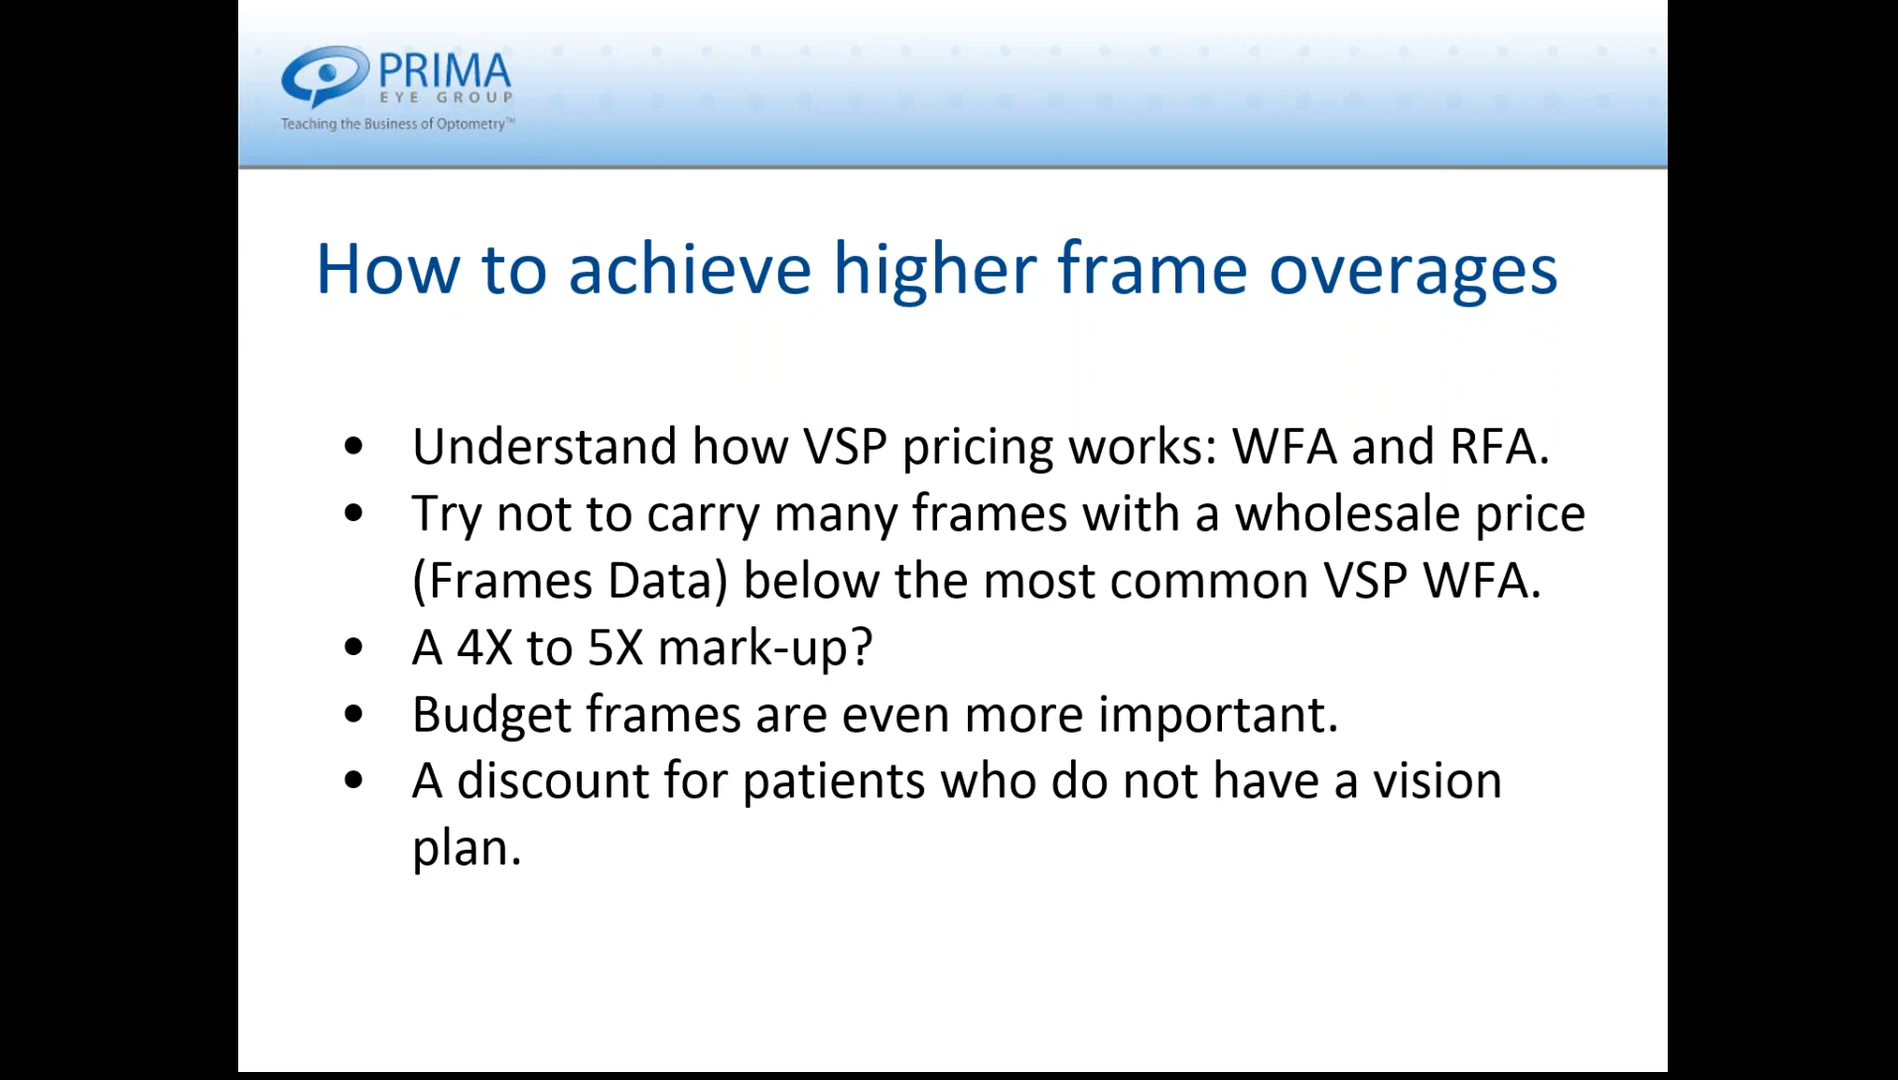 PRIMA
EYE GROUP
Teaching the Business of Optometry™
How to achieve higher frame overages
• Understand how VSP pricing works: WFA and RFA.
• Try not to carry many frames with a wholesale price
(Frames Data) below the most common VSP WFA.
• A 4X to 5X mark-up?
• Budget frames are even more important.
• A discount for patients who do not have a vision
plan.